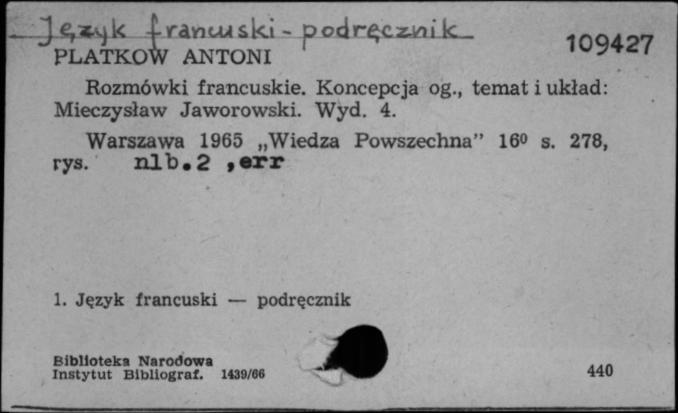 Język francuski - podręcznik
109427
PLATKOW ANTONI
Rozmówki francuskie. Koncepcja og., temat i układ:
Mieczysław Jaworowski. Wyd. 4.
Warszawa 1965 „Wiedza Powszechna” 16⁰ s. 278,
rys. nlb.2 ,err
1. Język francuski — podręcznik
Biblioteka Narodowa
Instytut Bibliograf. 1439/66
440